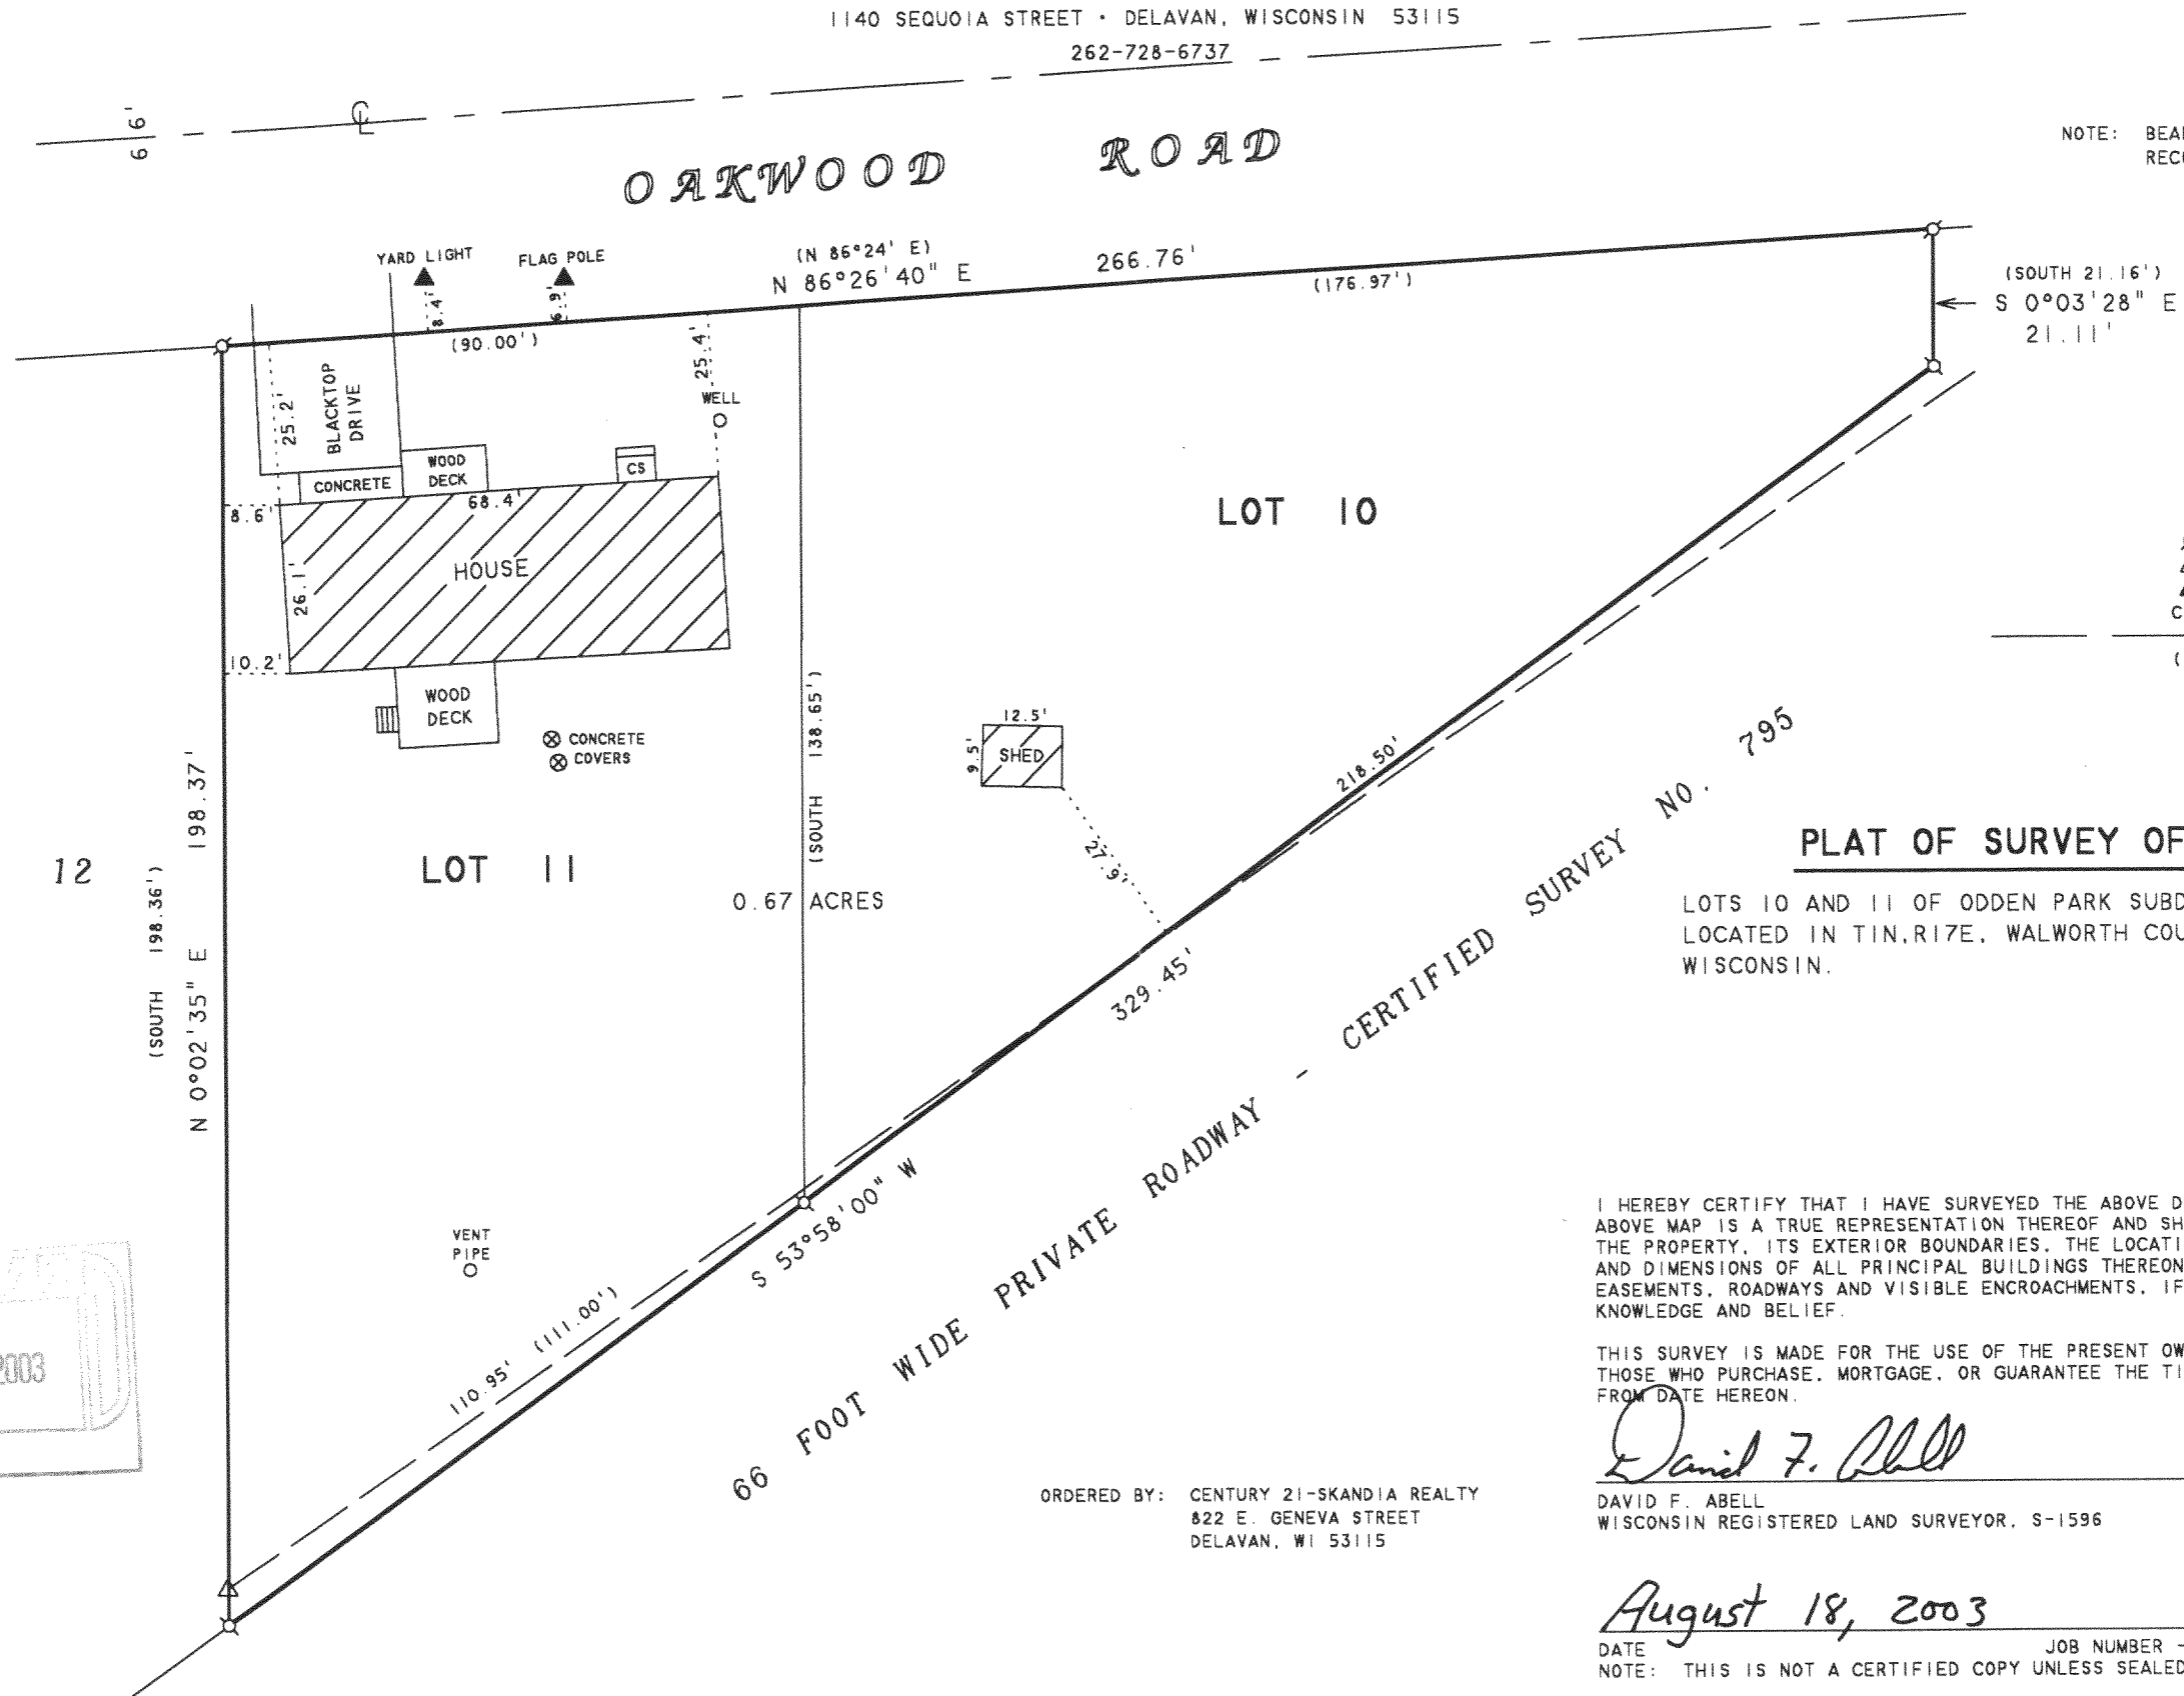 1140 SEQUOIA STREET • DELAVAN, WISCONSIN 53115
262-728-6737
66'
℄
OAKWOOD ROAD
NOTE:
YARD LIGHT
FLAG POLE
8.4'
6.9'
(N 86°24' E)
N 86°26'40" E
266.76'
(176.97')
(90.00')
(SOUTH 21.16')
S 0°03'28" E
21.11'
25.2'
BLACKTOP
DRIVE
25.4'
WELL
CONCRETE
WOOD
DECK
CS
68.4'
8.6'
HOUSE
26.1'
10.2'
WOOD
DECK
CONCRETE
COVERS
LOT 10
(SOUTH 138.65')
12.5'
9.5'
SHED
27.9'
218.50'
12
(SOUTH 198.36')
N 0°02'35" E 198.37'
LOT 11
0.67 ACRES
329.45'
S 53°58'00" W
VENT
PIPE
110.95' (111.00')
66 FOOT WIDE PRIVATE ROADWAY - CERTIFIED SURVEY NO. 795
PLAT OF SURVEY OF
LOTS 10 AND 11 OF ODDEN PARK SUBD
LOCATED IN T1N,R17E, WALWORTH COU
WISCONSIN.
I HEREBY CERTIFY THAT I HAVE SURVEYED THE ABOVE D
ABOVE MAP IS A TRUE REPRESENTATION THEREOF AND SH
THE PROPERTY, ITS EXTERIOR BOUNDARIES, THE LOCATI
AND DIMENSIONS OF ALL PRINCIPAL BUILDINGS THEREON
EASEMENTS, ROADWAYS AND VISIBLE ENCROACHMENTS, IF
KNOWLEDGE AND BELIEF.
THIS SURVEY IS MADE FOR THE USE OF THE PRESENT OW
THOSE WHO PURCHASE, MORTGAGE, OR GUARANTEE THE TI
FROM DATE HEREON.
David F. Abell
DAVID F. ABELL
WISCONSIN REGISTERED LAND SURVEYOR, S-1596
ORDERED BY: CENTURY 21-SKANDIA REALTY
822 E. GENEVA STREET
DELAVAN, WI 53115
August 18, 2003
DATE JOB NUMBER -
NOTE: THIS IS NOT A CERTIFIED COPY UNLESS SEALED
2003